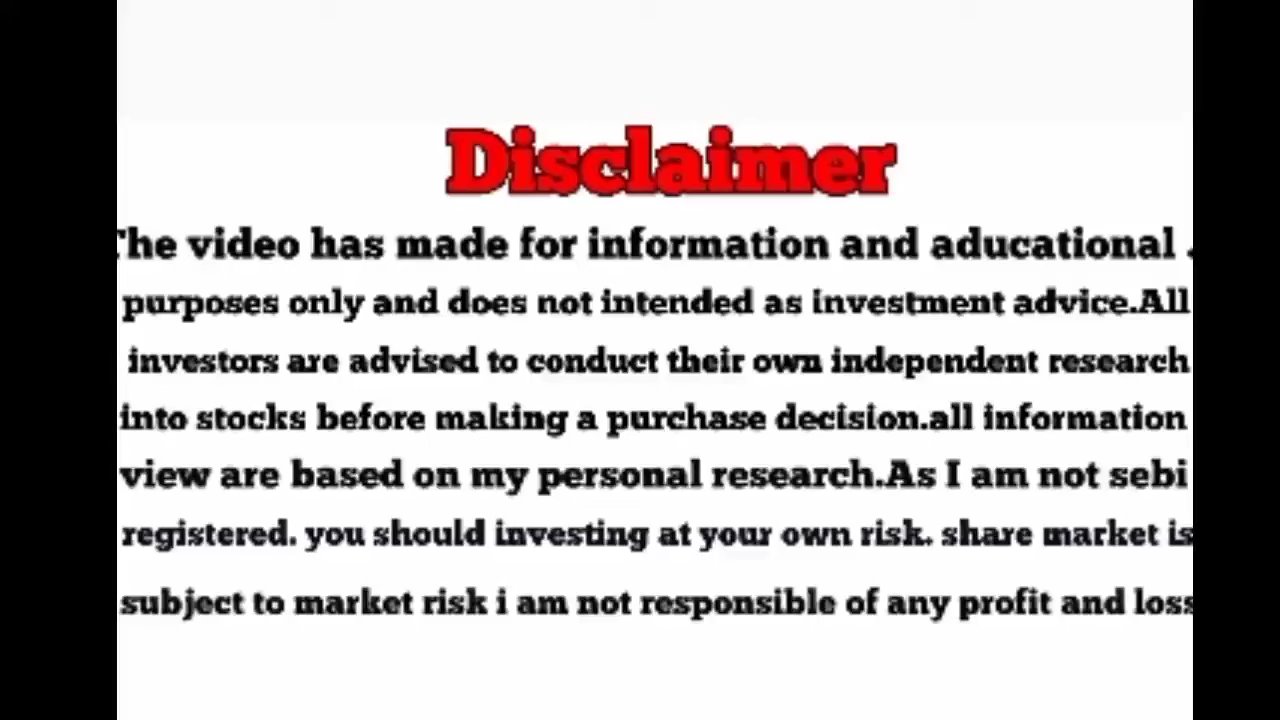 Disclaimer
The video has made for information and aducational .
purposes only and does not intended as investment advice.All
investors are advised to conduct their own independent research
into stocks before making a purchase decision.all information
view are based on my personal research.As I am not sebi
registered. you should investing at your own risk. share market is
subject to market risk i am not responsible of any profit and loss